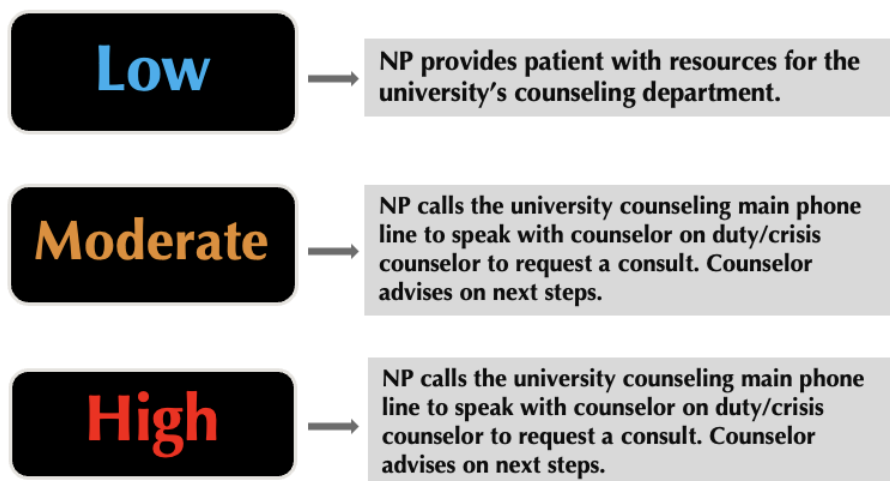 Low
NP provides patient with resources for the
university’s counseling department.
Moderate
NP calls the university counseling main phone
line to speak with counselor on duty/crisis
counselor to request a consult. Counselor
advises on next steps.
High
NP calls the university counseling main phone
line to speak with counselor on duty/crisis
counselor to request a consult. Counselor
advises on next steps.